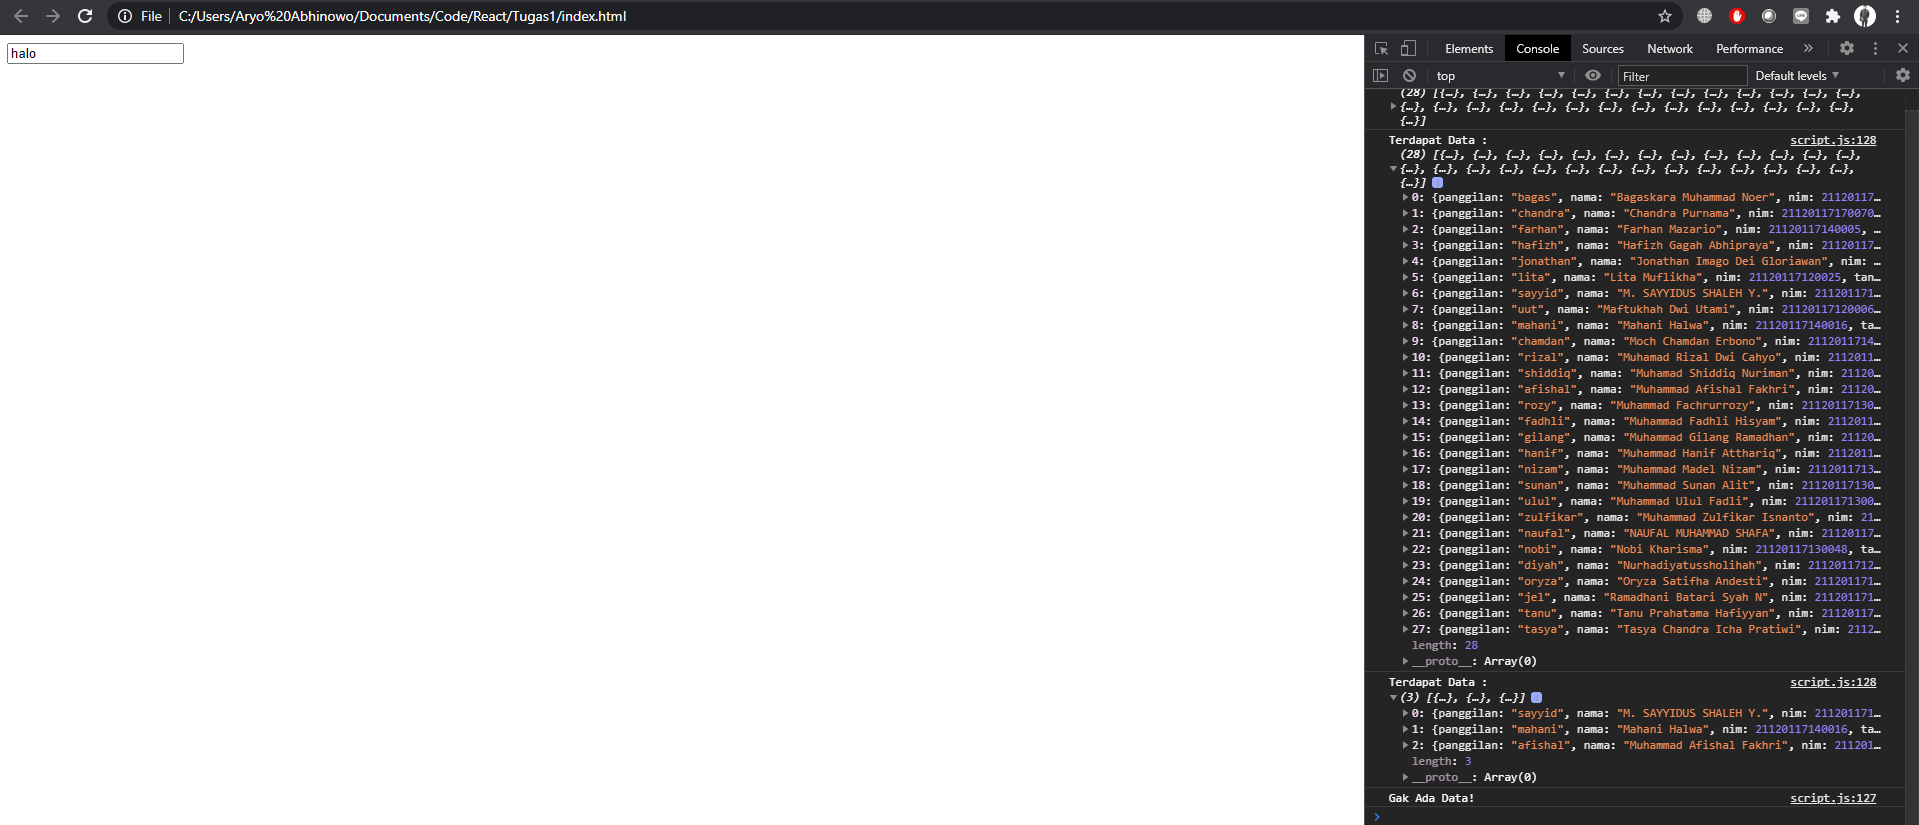 File C:/Users/Aryo%20Abhinowo/Documents/Code/React/Tugas1/index.html
halo
Elements Console Sources Network Performance »
top Filter Default levels
(28) [{…}, {…}, {…}, {…}, {…}, {…}, {…}, {…}, {…}, {…}, {…}, {…}, {…},
{…}, {…}, {…}, {…}, {…}, {…}, {…}, {…}, {…}, {…}, {…}, {…}, {…}, {…},
{…}]
Terdapat Data : script.js:128
(28) [{…}, {…}, {…}, {…}, {…}, {…}, {…}, {…}, {…}, {…}, {…}, {…}, {…},
{…}, {…}, {…}, {…}, {…}, {…}, {…}, {…}, {…}, {…}, {…}, {…}, {…}, {…},
{…}]
0: {panggilan: "bagas", nama: "Bagaskara Muhammad Noer", nim: 21120117…
1: {panggilan: "chandra", nama: "Chandra Purnama", nim: 21120117170070…
2: {panggilan: "farhan", nama: "Farhan Mazario", nim: 21120117140005, …
3: {panggilan: "hafizh", nama: "Hafizh Gagah Abhipraya", nim: 21120117…
4: {panggilan: "jonathan", nama: "Jonathan Imago Dei Gloriawan", nim: …
5: {panggilan: "lita", nama: "Lita Muflikha", nim: 21120117120025, tan…
6: {panggilan: "sayyid", nama: "M. SAYYIDUS SHALEH Y.", nim: 211201171…
7: {panggilan: "uut", nama: "Maftukhah Dwi Utami", nim: 21120117120006…
8: {panggilan: "mahani", nama: "Mahani Halwa", nim: 21120117140016, ta…
9: {panggilan: "chamdan", nama: "Moch Chamdan Erbono", nim: 2112011714…
10: {panggilan: "rizal", nama: "Muhamad Rizal Dwi Cahyo", nim: 2112011…
11: {panggilan: "shiddiq", nama: "Muhamad Shiddiq Nuriman", nim: 21120…
12: {panggilan: "afishal", nama: "Muhammad Afishal Fakhri", nim: 21120…
13: {panggilan: "rozy", nama: "Muhammad Fachrurrozy", nim: 21120117130…
14: {panggilan: "fadhli", nama: "Muhammad Fadhli Hisyam", nim: 2112011…
15: {panggilan: "gilang", nama: "Muhammad Gilang Ramadhan", nim: 21120…
16: {panggilan: "hanif", nama: "Muhammad Hanif Atthariq", nim: 2112011…
17: {panggilan: "nizam", nama: "Muhammad Madel Nizam", nim: 2112011713…
18: {panggilan: "sunan", nama: "Muhammad Sunan Alit", nim: 21120117130…
19: {panggilan: "ulul", nama: "Muhammad Ulul Fadli", nim: 211201171300…
20: {panggilan: "zulfikar", nama: "Muhammad Zulfikar Isnanto", nim: 21…
21: {panggilan: "naufal", nama: "NAUFAL MUHAMMAD SHAFA", nim: 21120117…
22: {panggilan: "nobi", nama: "Nobi Kharisma", nim: 21120117130048, ta…
23: {panggilan: "diyah", nama: "Nurhadiyatussholihah", nim: 2112011712…
24: {panggilan: "oryza", nama: "Oryza Satifha Andesti", nim: 211201171…
25: {panggilan: "jel", nama: "Ramadhani Batari Syah N", nim: 211201171…
26: {panggilan: "tanu", nama: "Tanu Prahatama Hafiyyan", nim: 21120117…
27: {panggilan: "tasya", nama: "Tasya Chandra Icha Pratiwi", nim: 2112…
length: 28
__proto__: Array(0)
Terdapat Data : script.js:128
(3) [{…}, {…}, {…}]
0: {panggilan: "sayyid", nama: "M. SAYYIDUS SHALEH Y.", nim: 211201171…
1: {panggilan: "mahani", nama: "Mahani Halwa", nim: 21120117140016, ta…
2: {panggilan: "afishal", nama: "Muhammad Afishal Fakhri", nim: 211201…
length: 3
__proto__: Array(0)
Gak Ada Data! script.js:127